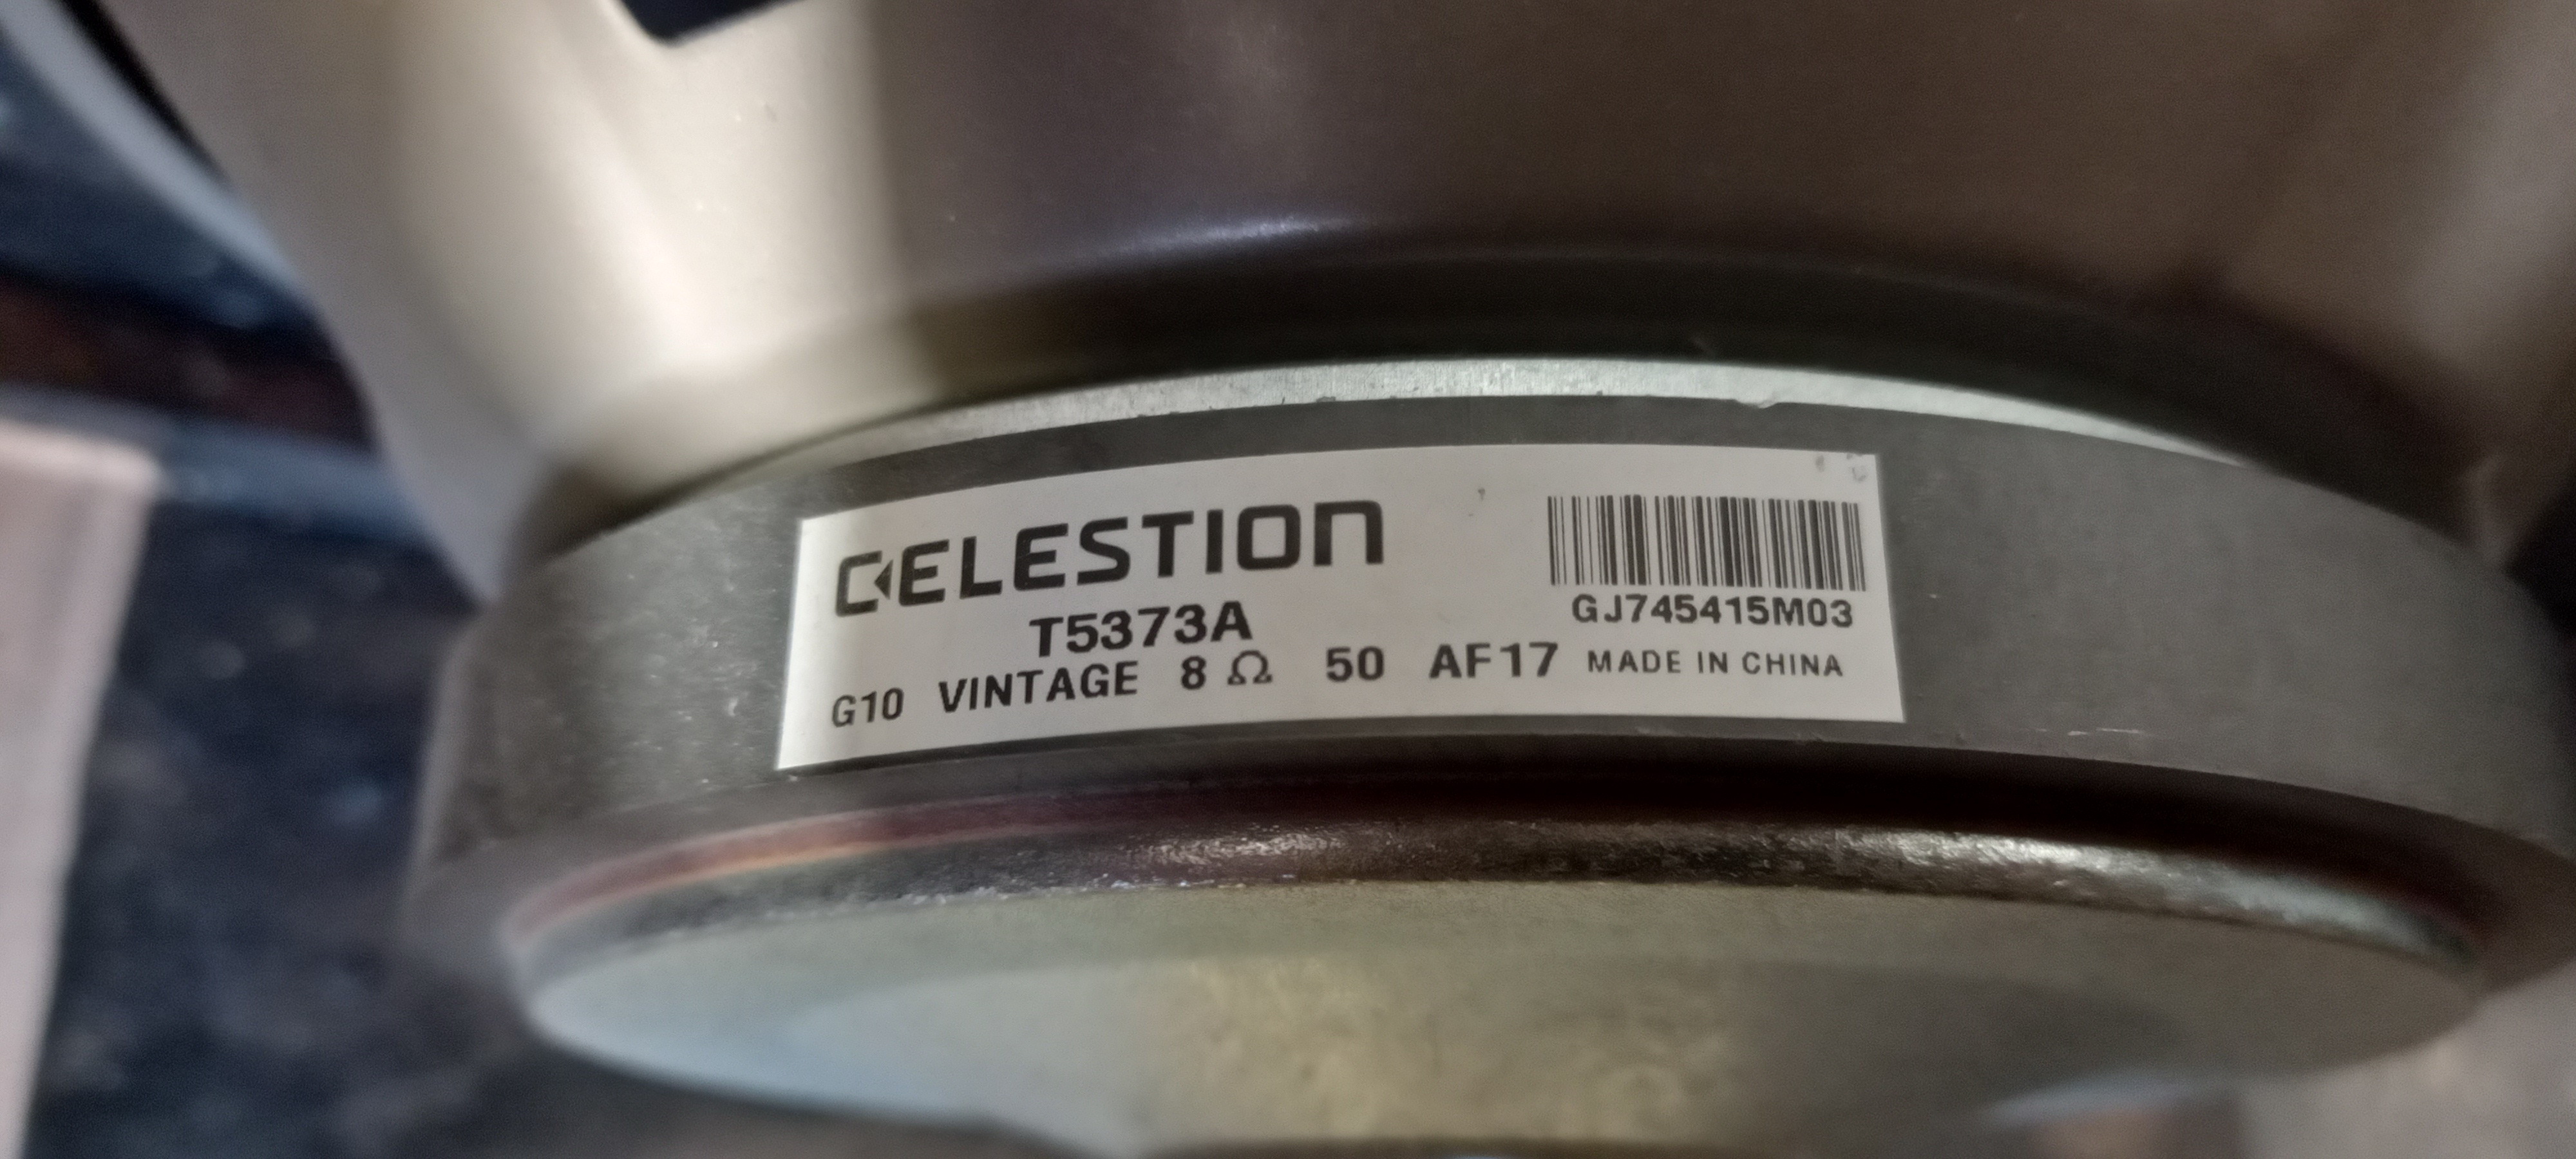 CELESTION
T5373A
GJ745415M03
G10 VINTAGE 8 Ω 50 AF17 MADE IN CHINA